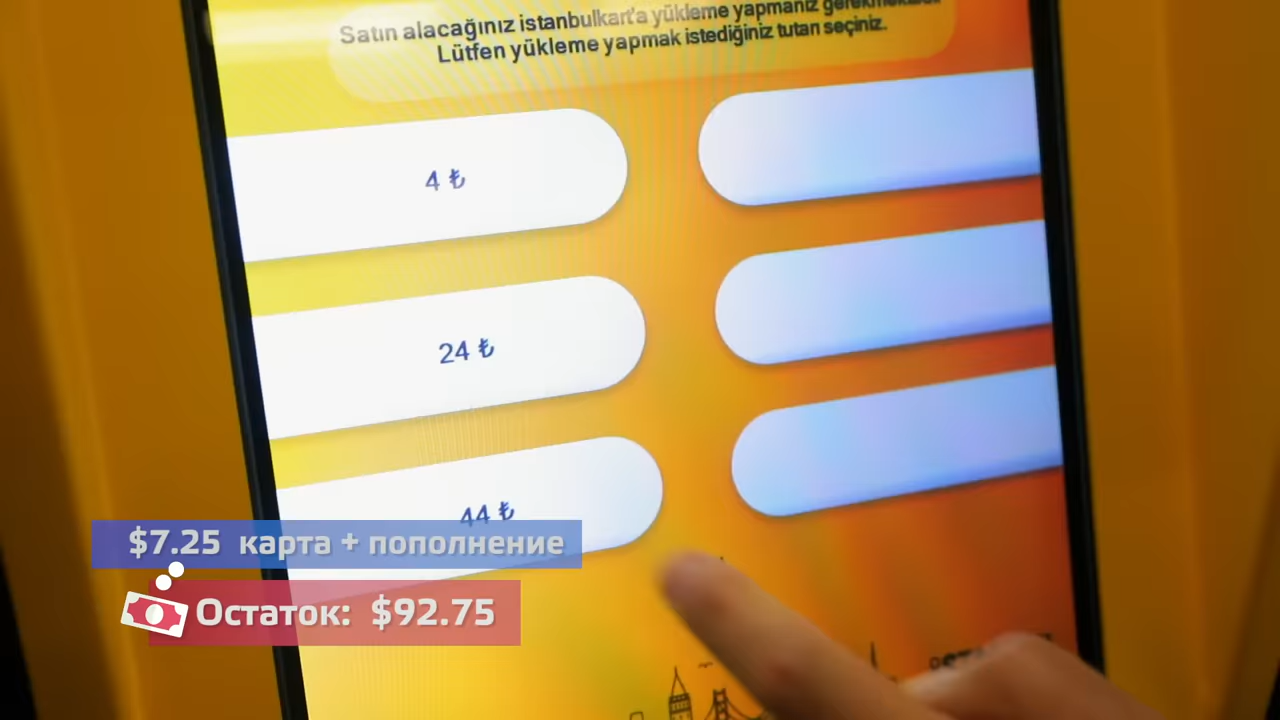 Satın alacağınız istanbulkart'a yükleme yapmanız gerekmektedir
Lütfen yükleme yapmak istediğiniz tutarı seçiniz.
4 ₺
24 ₺
44 ₺
$7.25 карта + пополнение
Остаток: $92.75